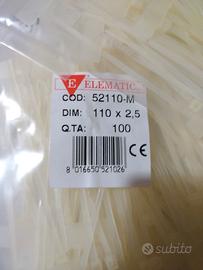 E ELEMATIC
COD: 52110-M
DIM: 110 x 2,5
Q.TA: 100
CE
8 016650 521026
subito